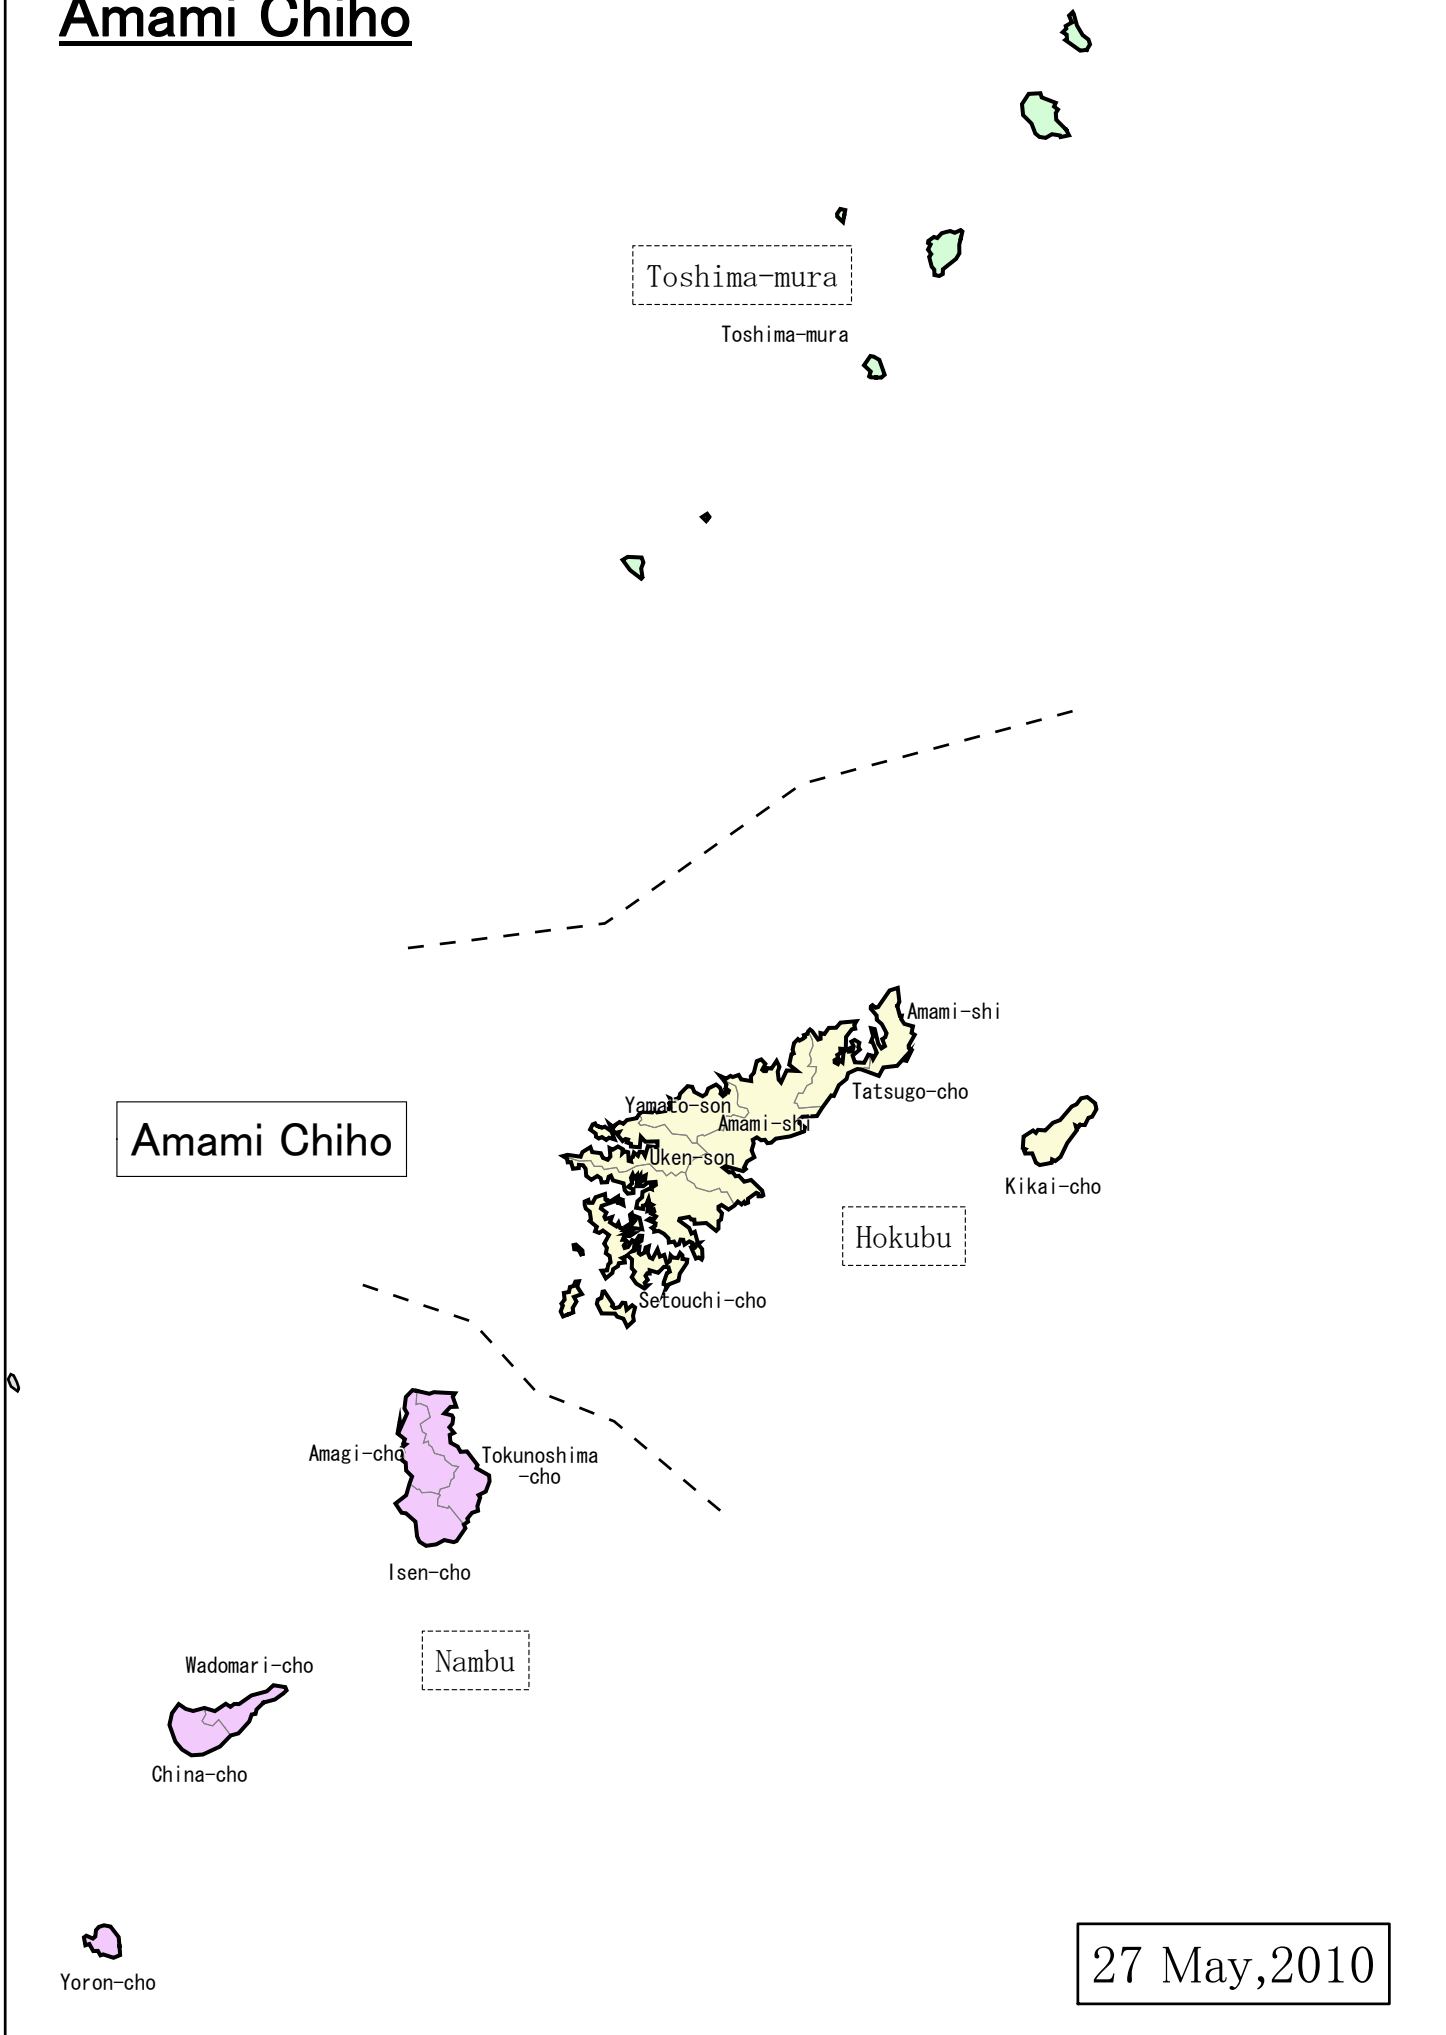 Amami Chiho
Toshima-mura
Toshima-mura
Amami-shi
Tatsugo-cho
Yamato-son
Amami-shi
Amami Chiho
Uken-son
Kikai-cho
Hokubu
Setouchi-cho
Amagi-cho
Tokunoshima
-cho
Isen-cho
Nambu
Wadomari-cho
China-cho
27 May,2010
Yoron-cho